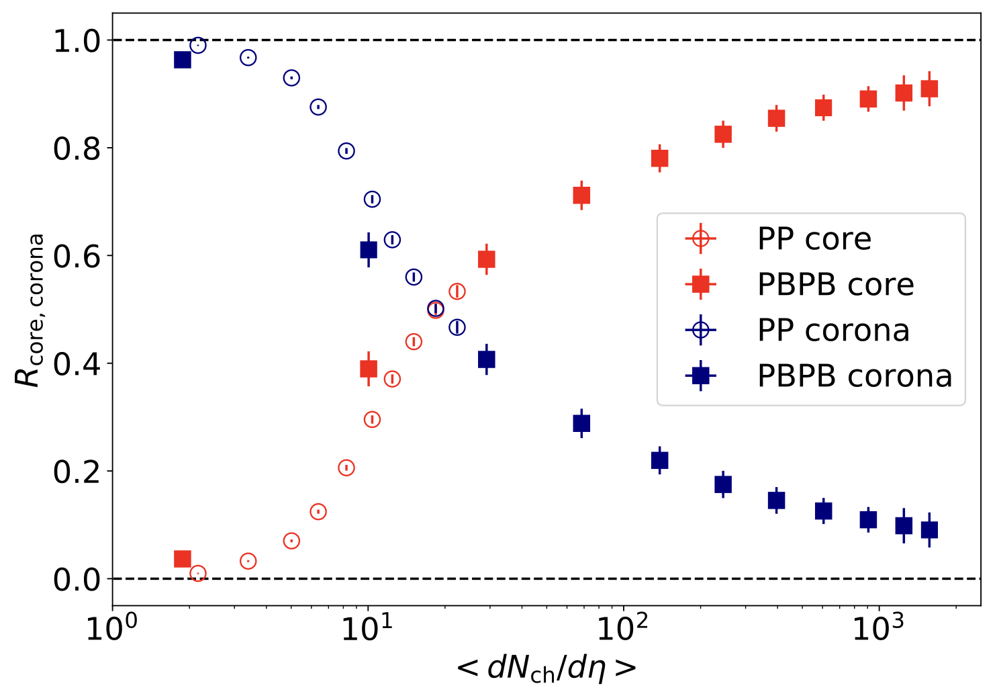 1.0
0.8
0.6
0.4
0.2
0.0
R_core, corona
PP core
PBPB core
PP corona
PBPB corona
10^0 10^1 10^2 10^3
< dN_ch/dη >